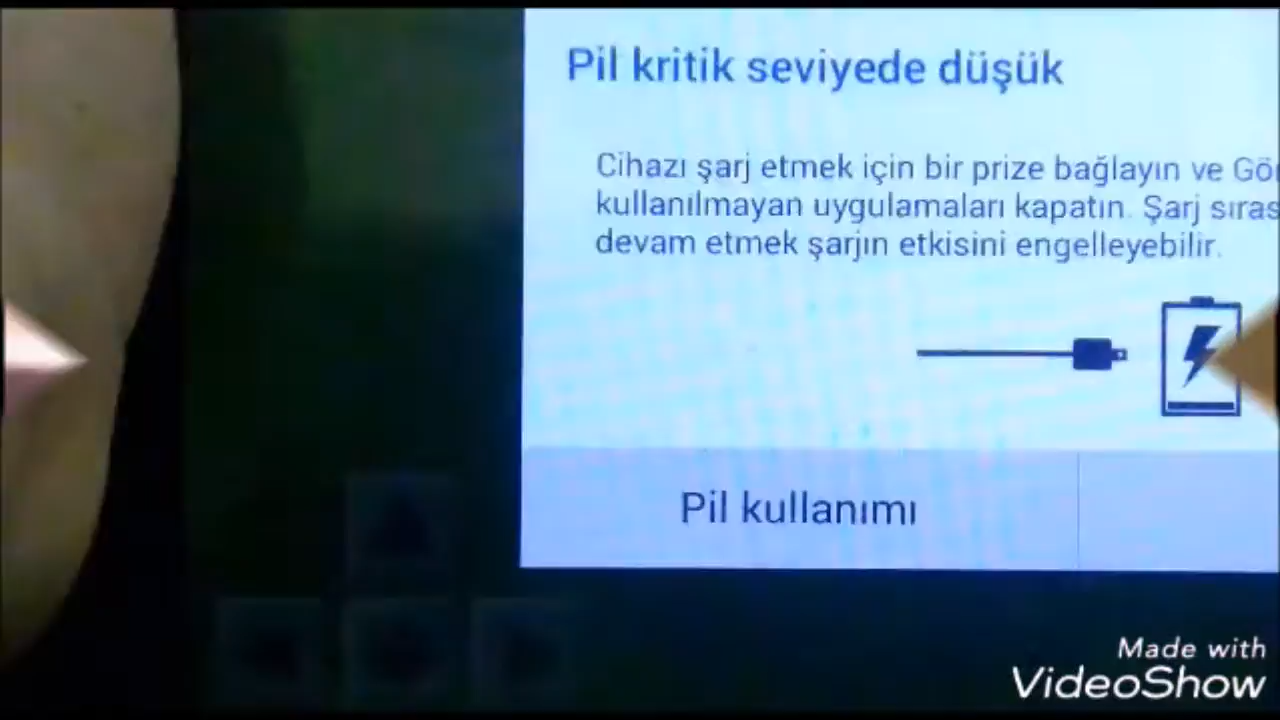 Pil kritik seviyede düşük
Cihazı şarj etmek için bir prize bağlayın ve
kullanılmayan uygulamaları kapatın. Şarj
devam etmek şarjın etkisini engelleyebilir.
Pil kullanımı
Made with
VideoShow